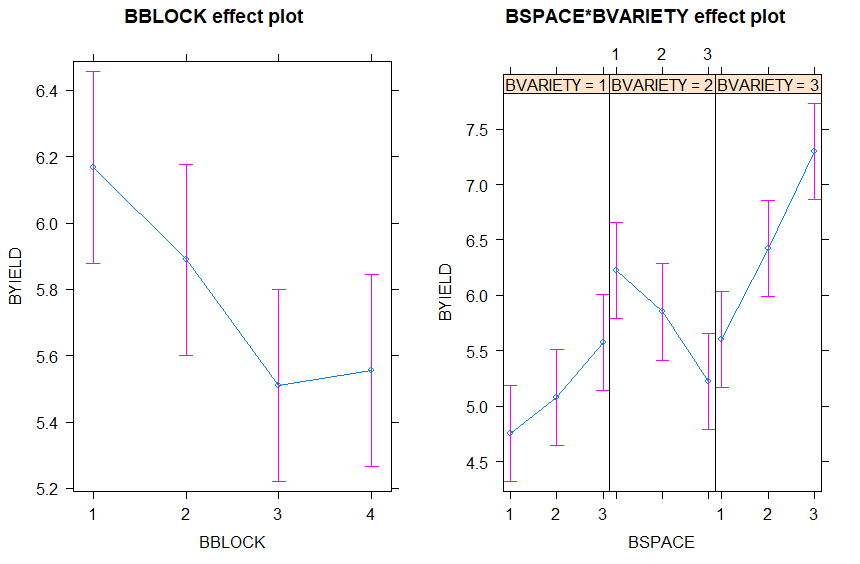 BBLOCK effect plot
BYIELD
6.4
6.2
6.0
5.8
5.6
5.4
5.2
1 2 3 4
BBLOCK
BSPACE*BVARIETY effect plot
1 2 3
BVARIETY = 1 BVARIETY = 2 BVARIETY = 3
BYIELD
7.5
7.0
6.5
6.0
5.5
5.0
4.5
1 2 3 1 2 3
BSPACE